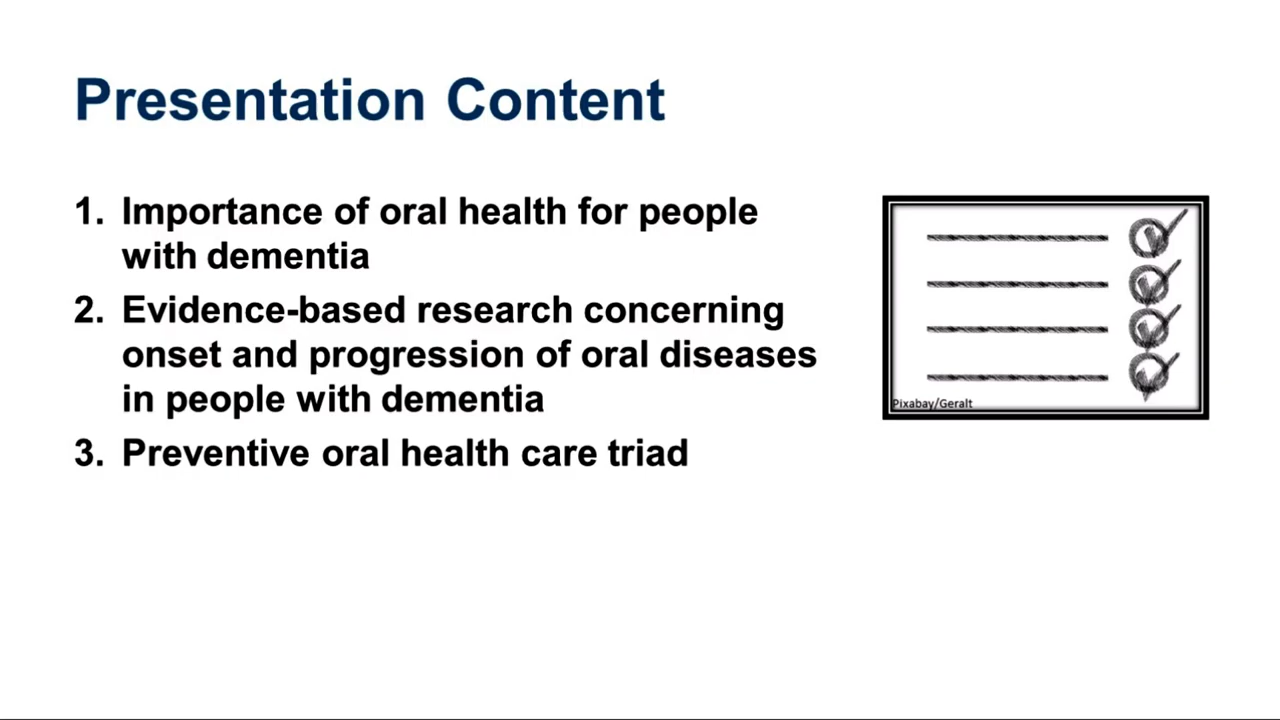 Presentation Content
1. Importance of oral health for people
with dementia
2. Evidence-based research concerning
onset and progression of oral diseases
in people with dementia
3. Preventive oral health care triad
Pixabay/Geralt